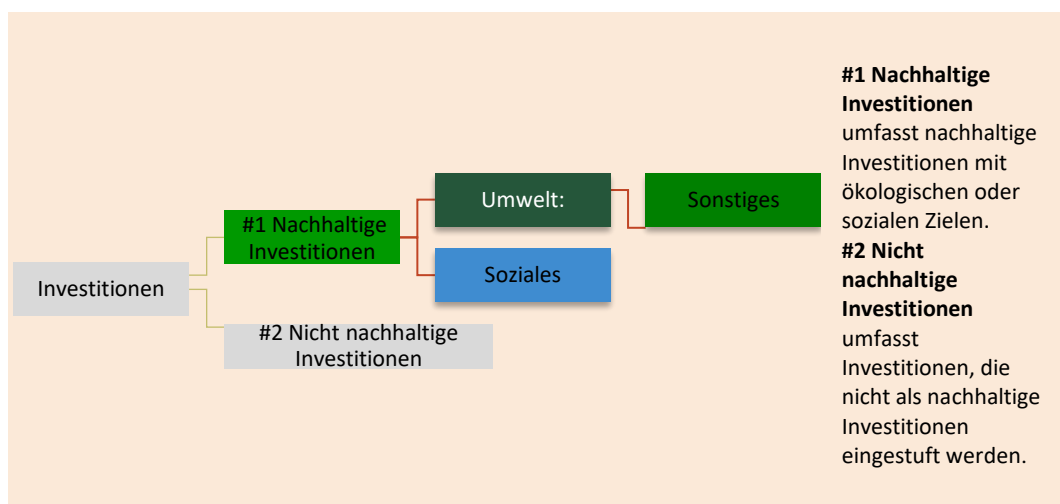 Investitionen
#1 Nachhaltige
Investitionen
#2 Nicht nachhaltige
Investitionen
Umwelt:
Soziales
Sonstiges
#1 Nachhaltige
Investitionen
umfasst nachhaltige
Investitionen mit
ökologischen oder
sozialen Zielen.
#2 Nicht
nachhaltige
Investitionen
umfasst
Investitionen, die
nicht als nachhaltige
Investitionen
eingestuft werden.